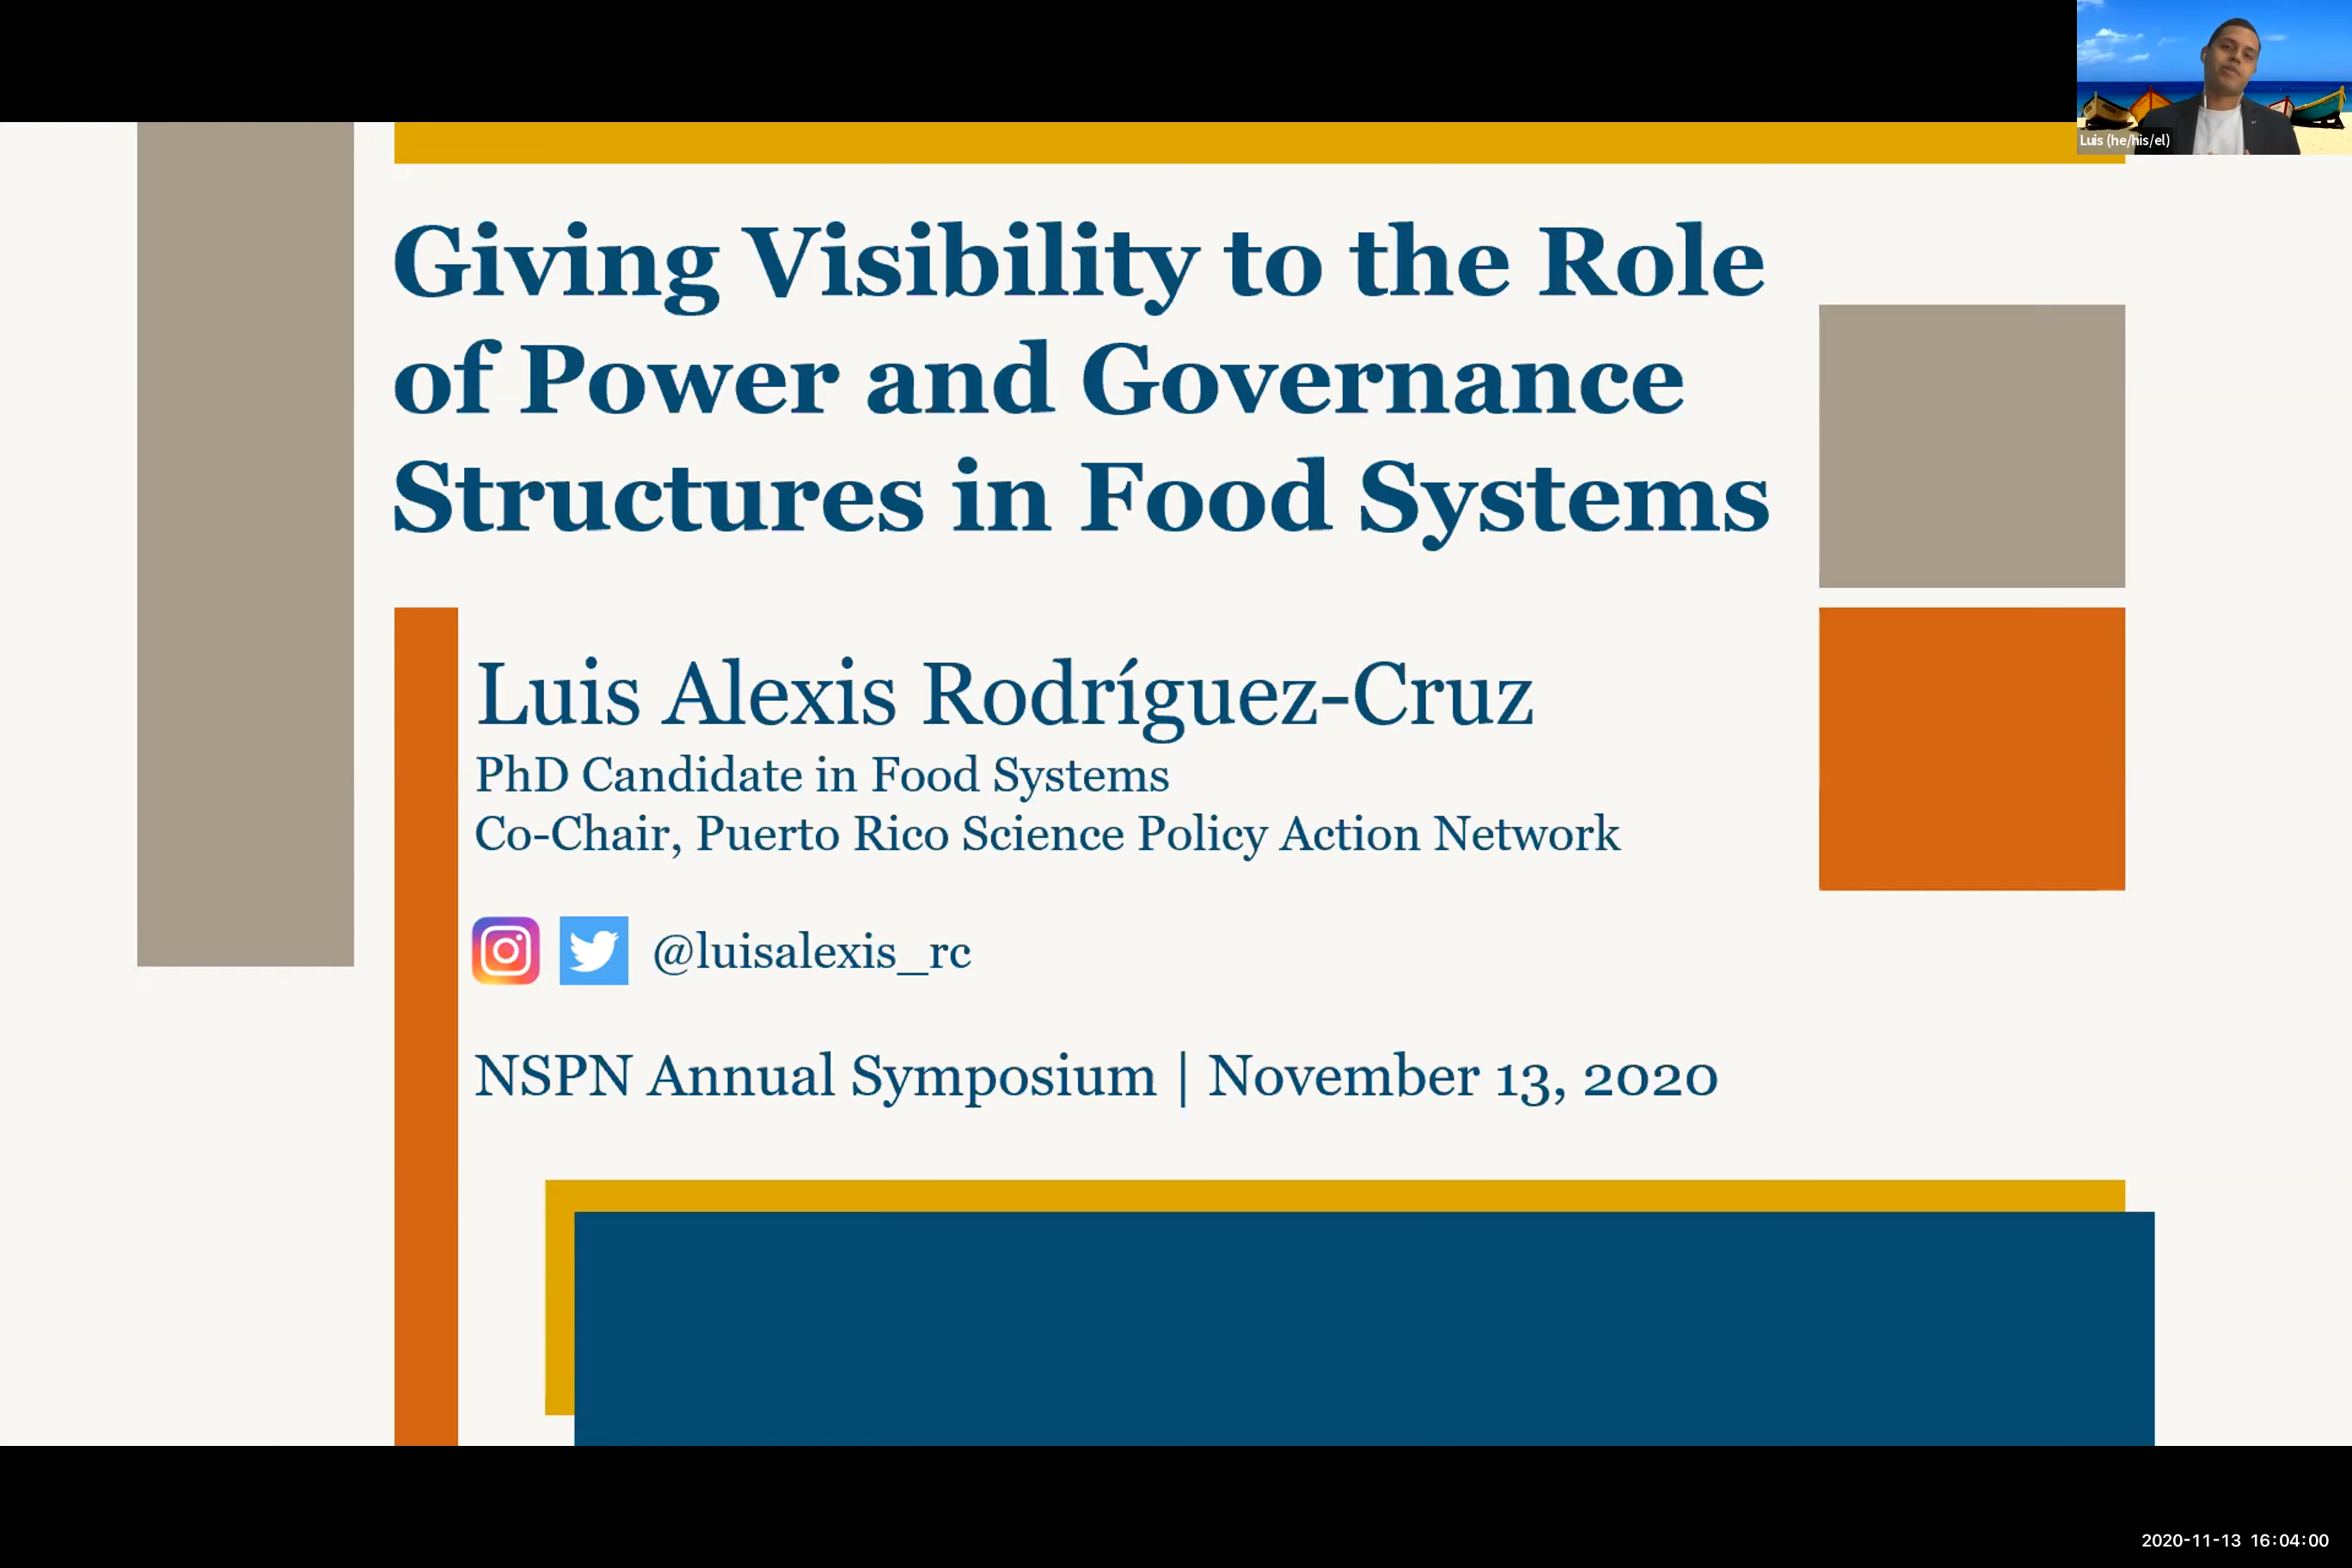 Luis (he/his/el)
Giving Visibility to the Role
of Power and Governance
Structures in Food Systems
Luis Alexis Rodríguez-Cruz
PhD Candidate in Food Systems
Co-Chair, Puerto Rico Science Policy Action Network
@luisalexis_rc
NSPN Annual Symposium | November 13, 2020
2020-11-13 16:04:00